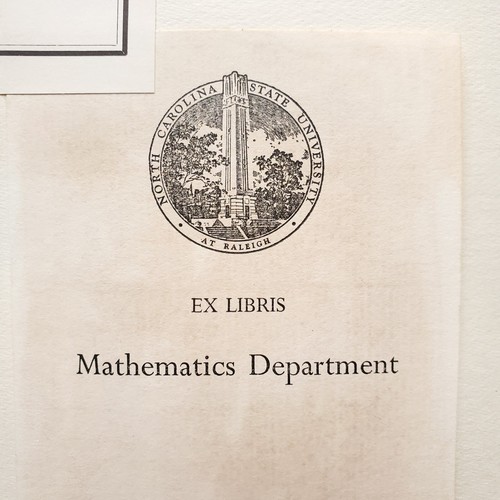 NORTH CAROLINA STATE UNIVERSITY
AT RALEIGH
EX LIBRIS
Mathematics Department